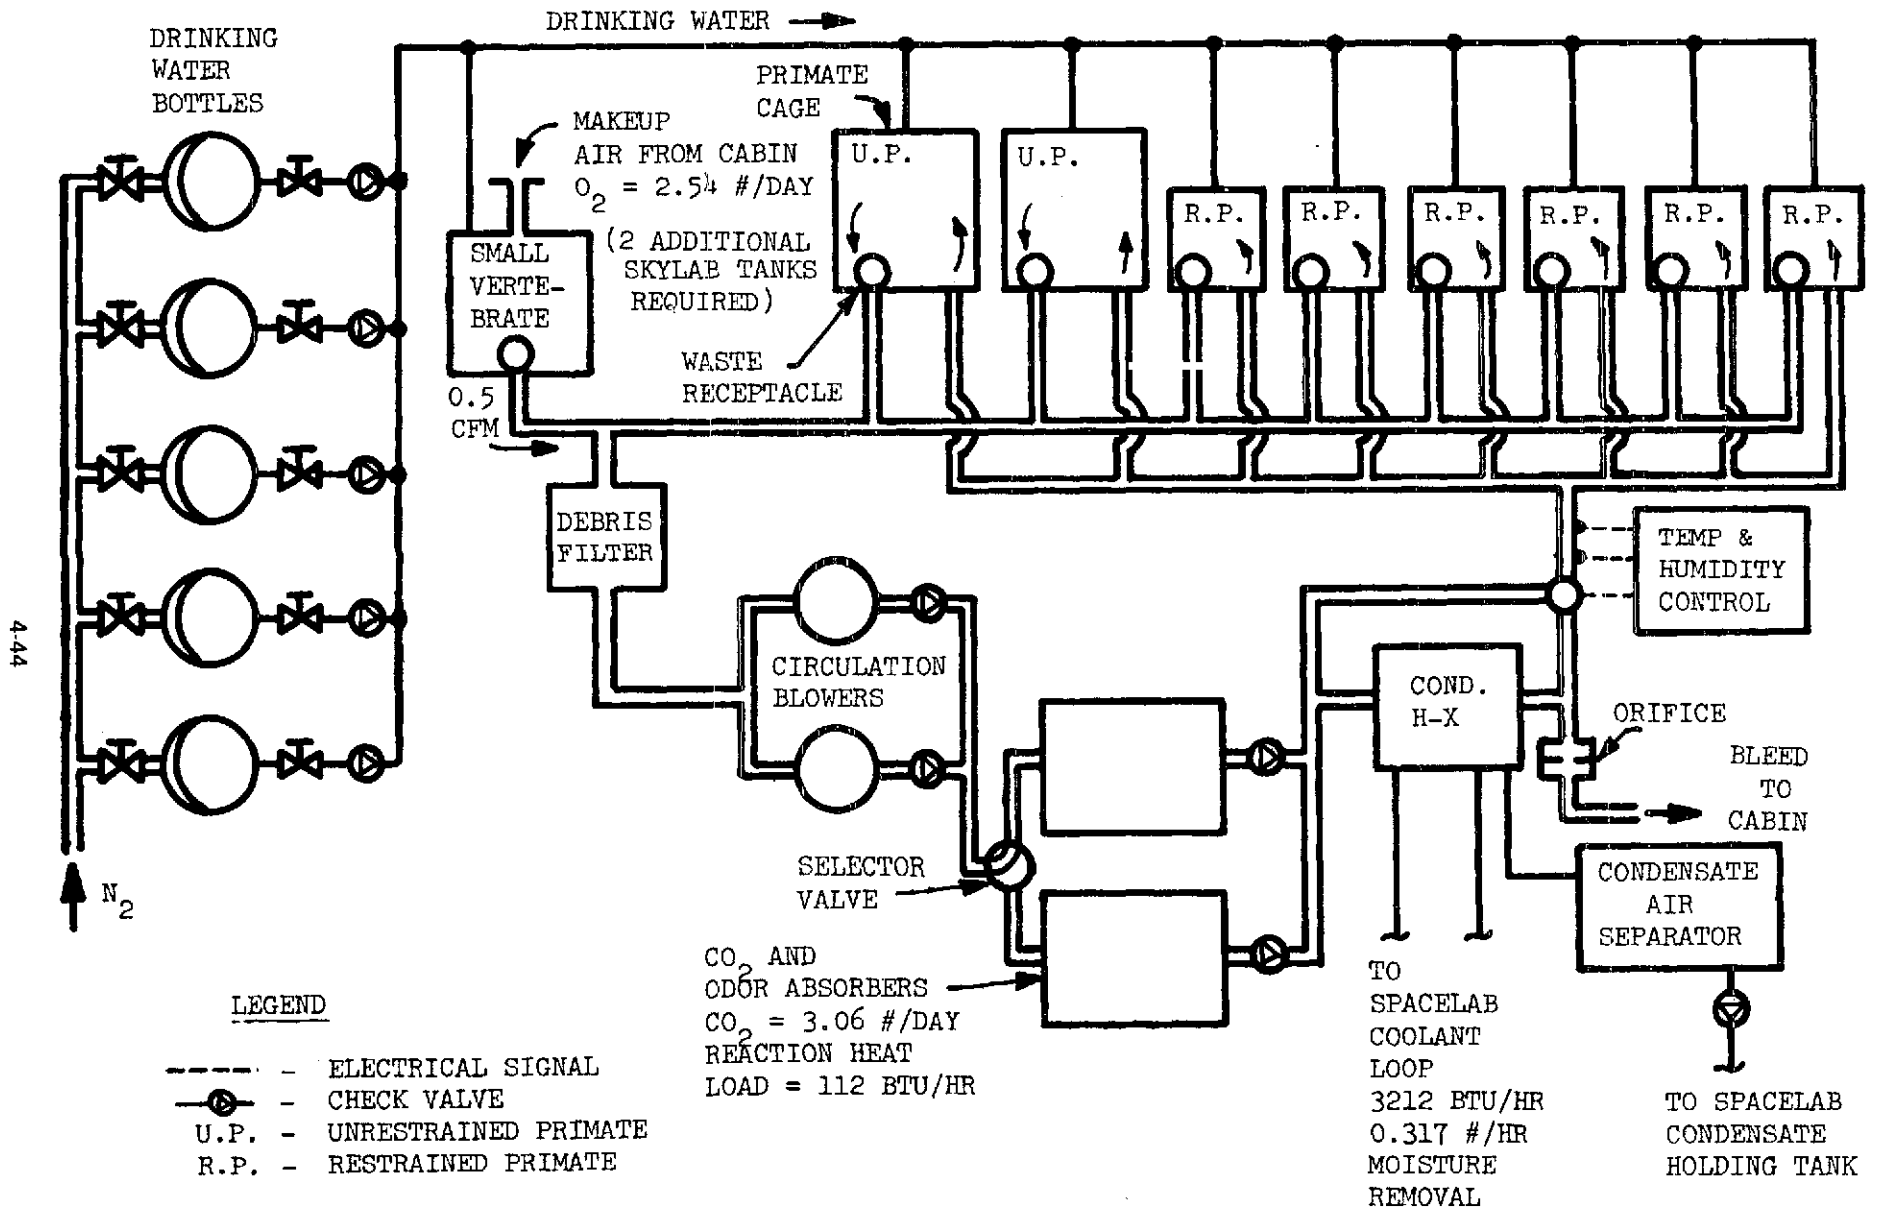 DRINKING WATER
DRINKING
WATER
BOTTLES
PRIMATE
CAGE
MAKEUP
AIR FROM CABIN
O2 = 2.54 #/DAY
(2 ADDITIONAL
SKYLAB TANKS
REQUIRED)
U.P.
U.P.
R.P.
R.P.
R.P.
R.P.
R.P.
R.P.
SMALL
VERTE-
BRATE
WASTE
RECEPTACLE
0.5
CFM
DEBRIS
FILTER
TEMP &
HUMIDITY
CONTROL
CIRCULATION
BLOWERS
COND.
H-X
ORIFICE
BLEED
TO
CABIN
SELECTOR
VALVE
CONDENSATE
AIR
SEPARATOR
N2
4-44
CO2 AND
ODOR ABSORBERS
CO2 = 3.06 #/DAY
REACTION HEAT
LOAD = 112 BTU/HR
TO
SPACELAB
COOLANT
LOOP
3212 BTU/HR
0.317 #/HR
MOISTURE
REMOVAL
TO SPACELAB
CONDENSATE
HOLDING TANK
LEGEND
- ELECTRICAL SIGNAL
- CHECK VALVE
U.P. - UNRESTRAINED PRIMATE
R.P. - RESTRAINED PRIMATE